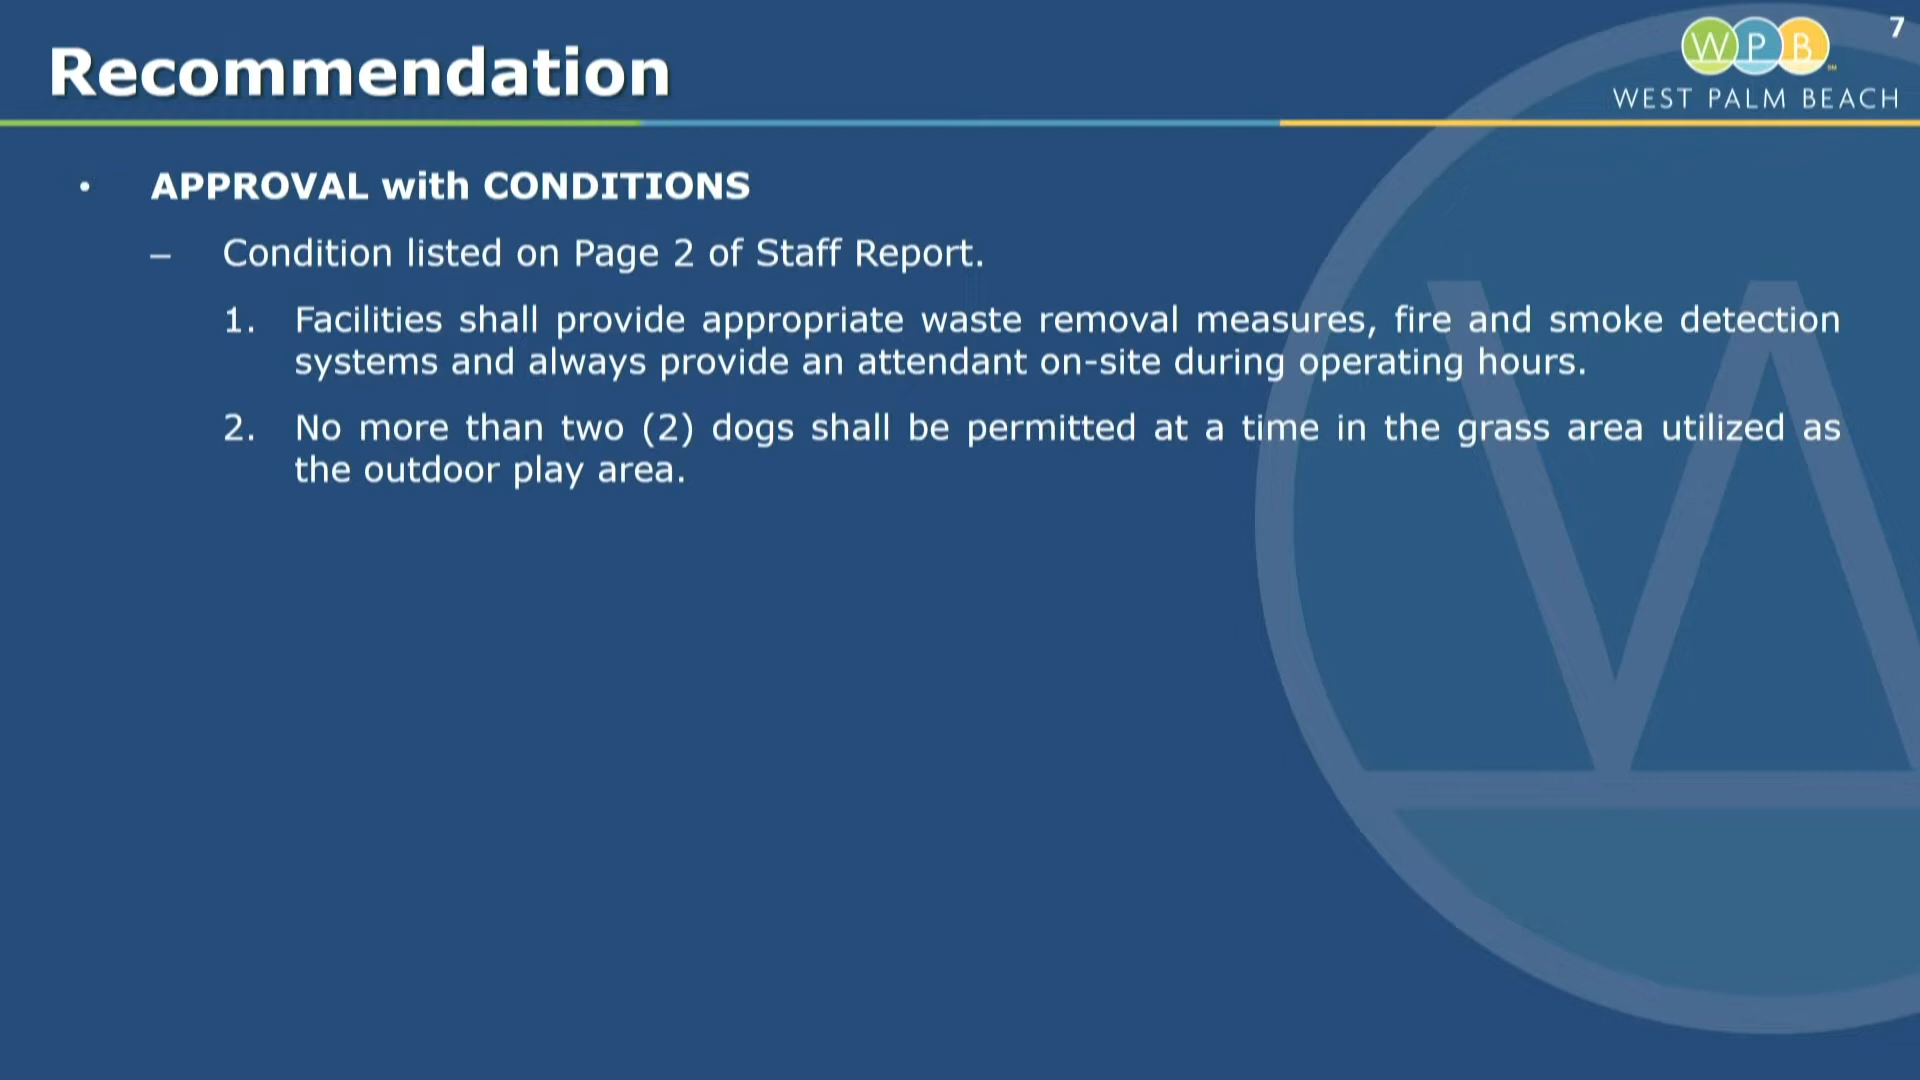 7
Recommendation
WPB
WEST PALM BEACH
• APPROVAL with CONDITIONS
– Condition listed on Page 2 of Staff Report.
1. Facilities shall provide appropriate waste removal measures, fire and smoke detection
systems and always provide an attendant on-site during operating hours.
2. No more than two (2) dogs shall be permitted at a time in the grass area utilized as
the outdoor play area.